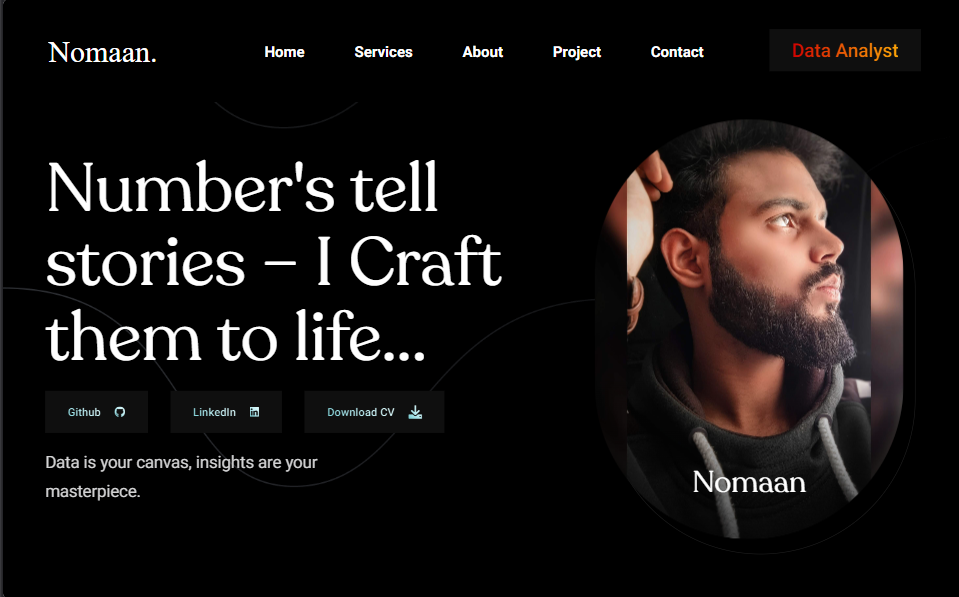 Nomaan.
Home Services About Project Contact
Data Analyst
Number's tell
stories – I Craft
them to life...
Github LinkedIn Download CV
Data is your canvas, insights are your
masterpiece.
Nomaan